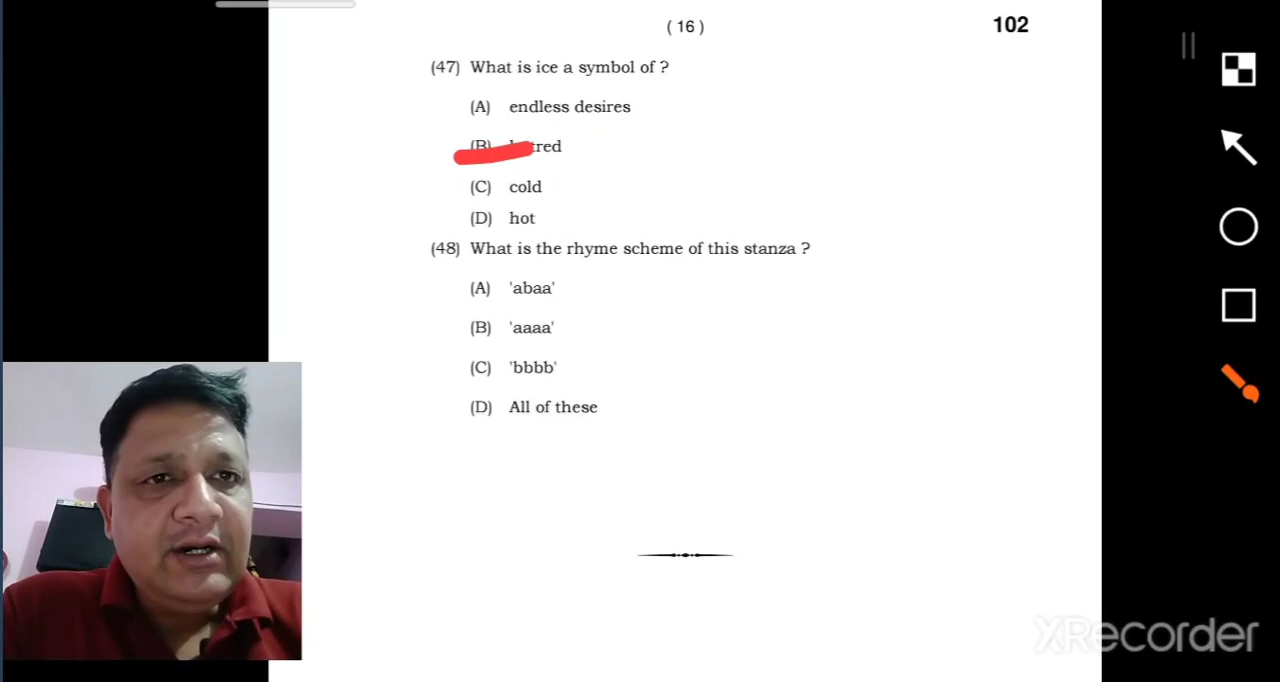 ( 16 ) 102
(47) What is ice a symbol of ?
(A) endless desires
(B) hatred
(C) cold
(D) hot
(48) What is the rhyme scheme of this stanza ?
(A) 'abaa'
(B) 'aaaa'
(C) 'bbbb'
(D) All of these
XRecorder